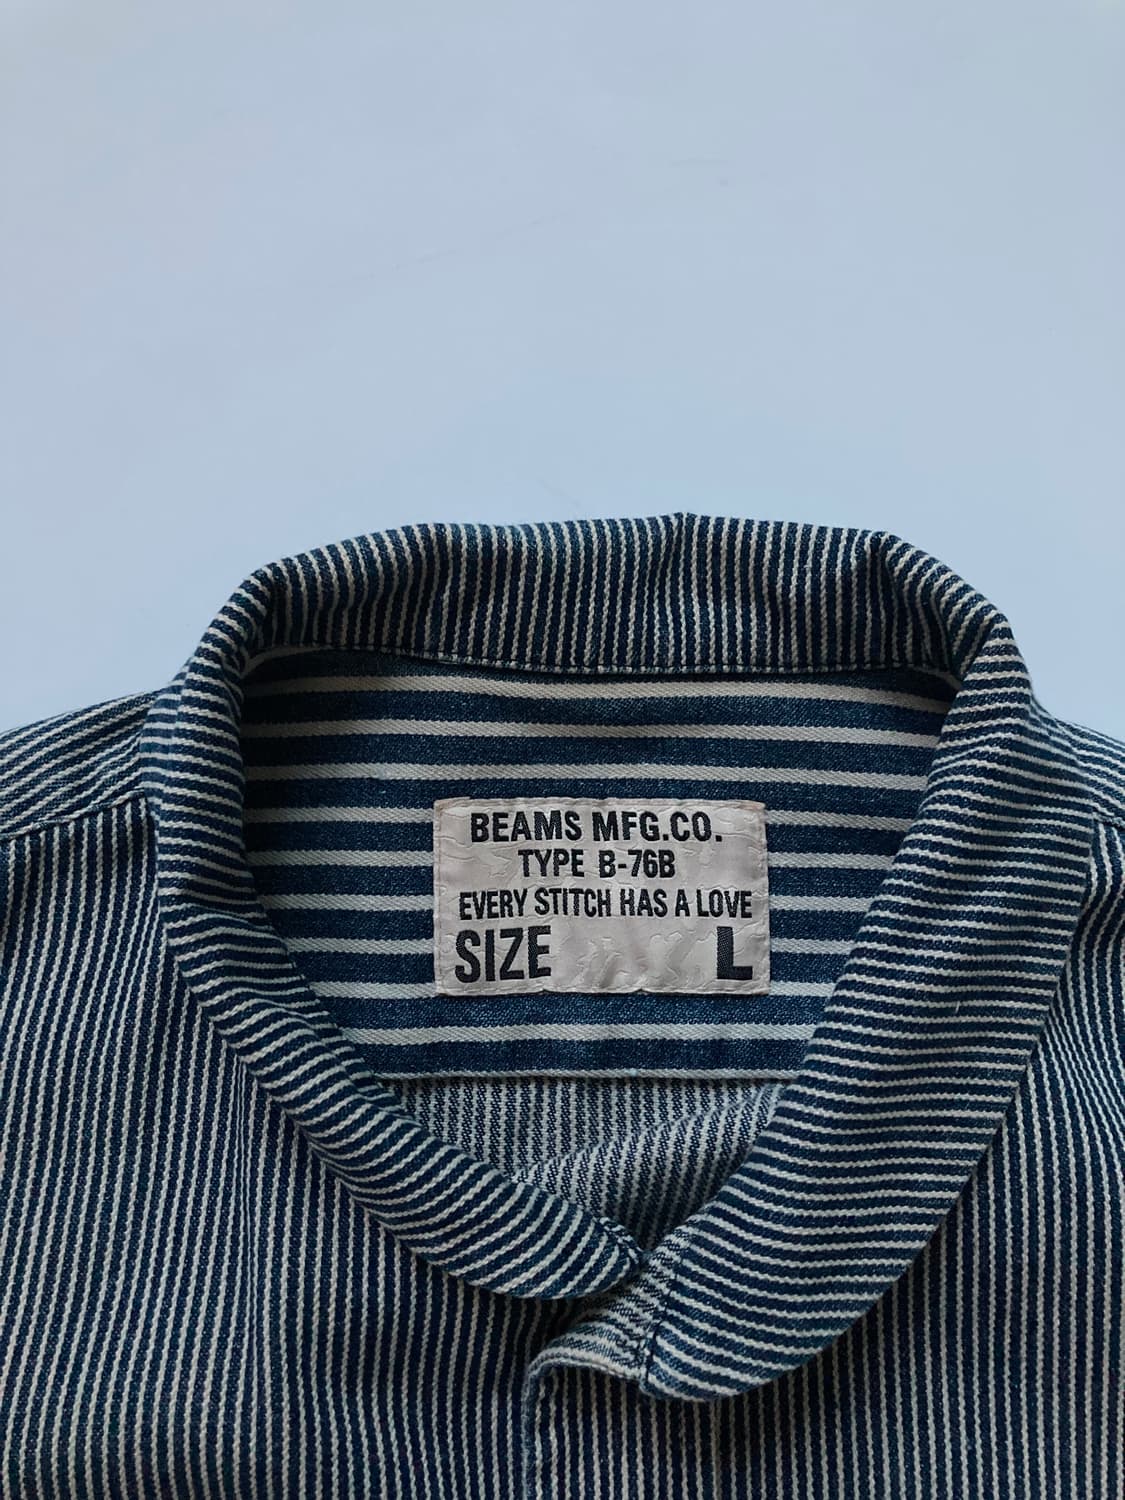 BEAMS MFG.CO.
TYPE B-76B
EVERY STITCH HAS A LOVE
SIZE L